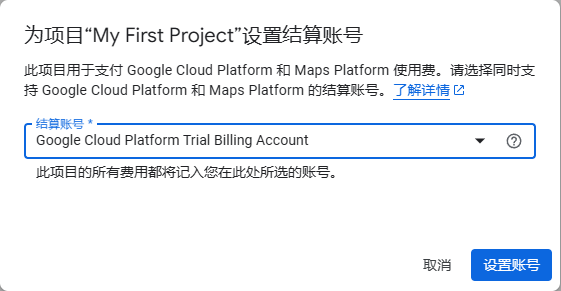 为项目“My First Project”设置结算账号
此项目用于支付 Google Cloud Platform 和 Maps Platform 使用费。请选择同时支
持 Google Cloud Platform 和 Maps Platform 的结算账号。了解详情
结算账号 *
Google Cloud Platform Trial Billing Account
此项目的所有费用都将记入您在此处所选的账号。
取消 设置账号